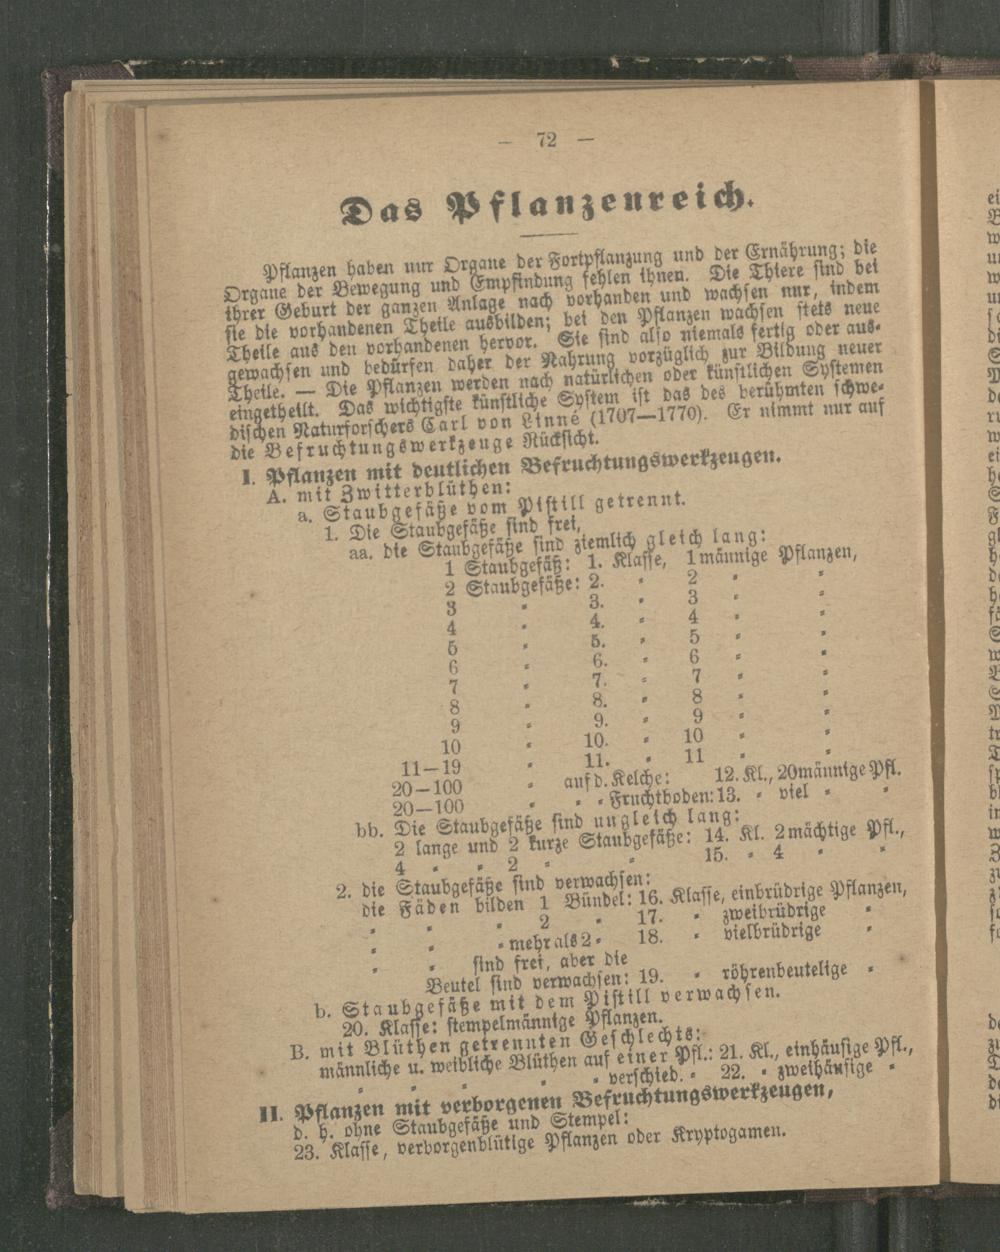 — 72 —
Das Pflanzenreich.
Pflanzen haben nur Organe der Fortpflanzung und der Ernährung; die
Organe der Bewegung und Empfindung fehlen ihnen. Die Thiere sind bei
ihrer Geburt der ganzen Anlage nach vorhanden und wachsen nur, indem
sie die vorhandenen Theile ausbilden; bei den Pflanzen wachsen stets neue
Theile aus den vorhandenen hervor. Sie sind also niemals fertig oder aus-
gewachsen und bedürfen daher der Nahrung vorzüglich zur Bildung neuer
Theile. — Die Pflanzen werden nach natürlichen oder künstlichen Systemen
eingetheilt. Das wichtigste künstliche System ist das des berühmten schwe-
dischen Naturforschers Carl von Linné (1707—1770). Er nimmt nur auf
die Befruchtungswerkzeuge Rücksicht.
I. Pflanzen mit deutlichen Befruchtungswerkzeugen.
A. mit Zwitterblüthen:
a. Staubgefäße vom Pistill getrennt.
1. Die Staubgefäße sind frei,
aa. die Staubgefäße sind ziemlich gleich lang:
1 Staubgefäß: 1. Klasse, 1männige Pflanzen,
2 Staubgefäße: 2. " 2 " "
3 " 3. " 3 " "
4 " 4. " 4 " "
5 " 5. " 5 " "
6 " 6. " 6 " "
7 " 7. " 7 " "
8 " 8. " 8 " "
9 " 9. " 9 " "
10 " 10. " 10 " "
11—19 " 11. " 11 " "
20—100 " auf d. Kelche: 12. Kl., 20männige Pfl.
20—100 " " " Fruchtboden: 13. " viel " "
bb. Die Staubgefäße sind ungleich lang:
2 lange und 2 kurze Staubgefäße: 14. Kl. 2mächtige Pfl.,
4 " " 2 " " 15. " 4 " "
2. die Staubgefäße sind verwachsen:
die Fäden bilden 1 Bündel: 16. Klasse, einbrüdrige Pflanzen,
" " " 2 " 17. " zweibrüdrige "
" " " mehr als 2 " 18. " vielbrüdrige "
" " sind frei, aber die
Beutel sind verwachsen: 19. " röhrenbeutelige "
b. Staubgefäße mit dem Pistill verwachsen.
20. Klasse: stempelmännige Pflanzen.
B. mit Blüthen getrennten Geschlechts:
männliche u. weibliche Blüthen auf einer Pfl.: 21. Kl., einhäusige Pfl.,
" " " " " verschied. " 22. " zweihäusige "
II. Pflanzen mit verborgenen Befruchtungswerkzeugen,
d. h. ohne Staubgefäße und Stempel:
23. Klasse, verborgenblütige Pflanzen oder Kryptogamen.